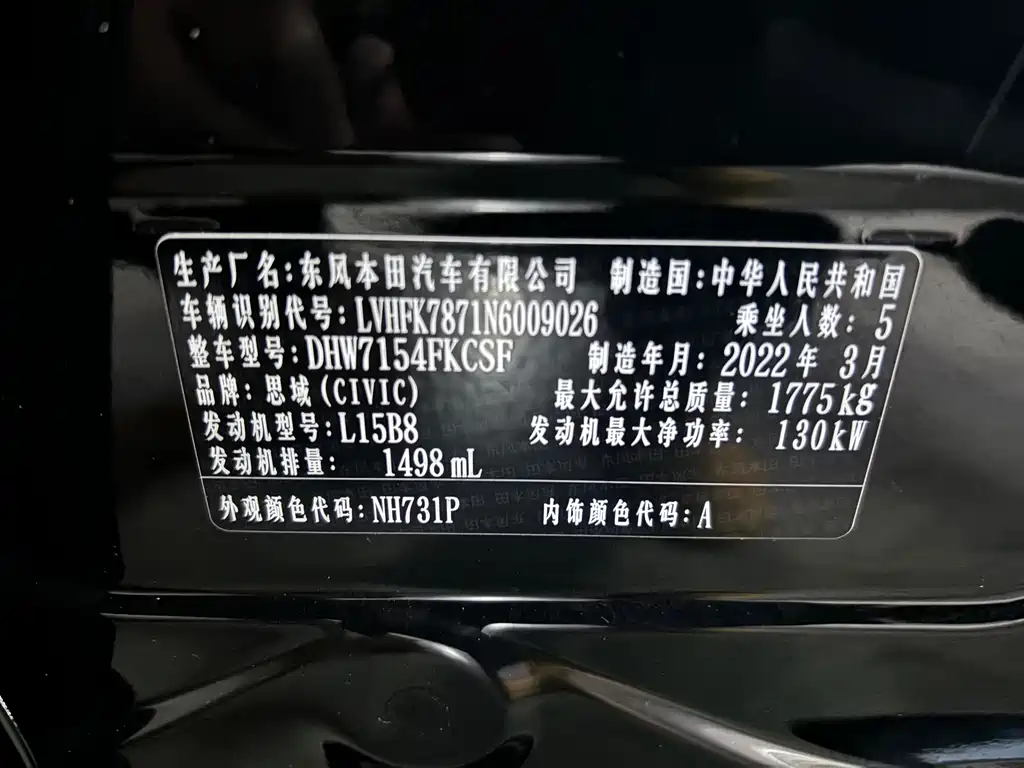 生产厂名:东风本田汽车有限公司 制造国:中华人民共和国
车辆识别代号:LVHFK7871N6009026 乘坐人数: 5
整车型号:DHW7154FKCSF 制造年月: 2022年 3月
品牌:思域(CIVIC) 最大允许总质量: 1775kg
发动机型号:L15B8 发动机最大净功率: 130kW
发动机排量: 1498mL
外观颜色代码:NH731P 内饰颜色代码:A